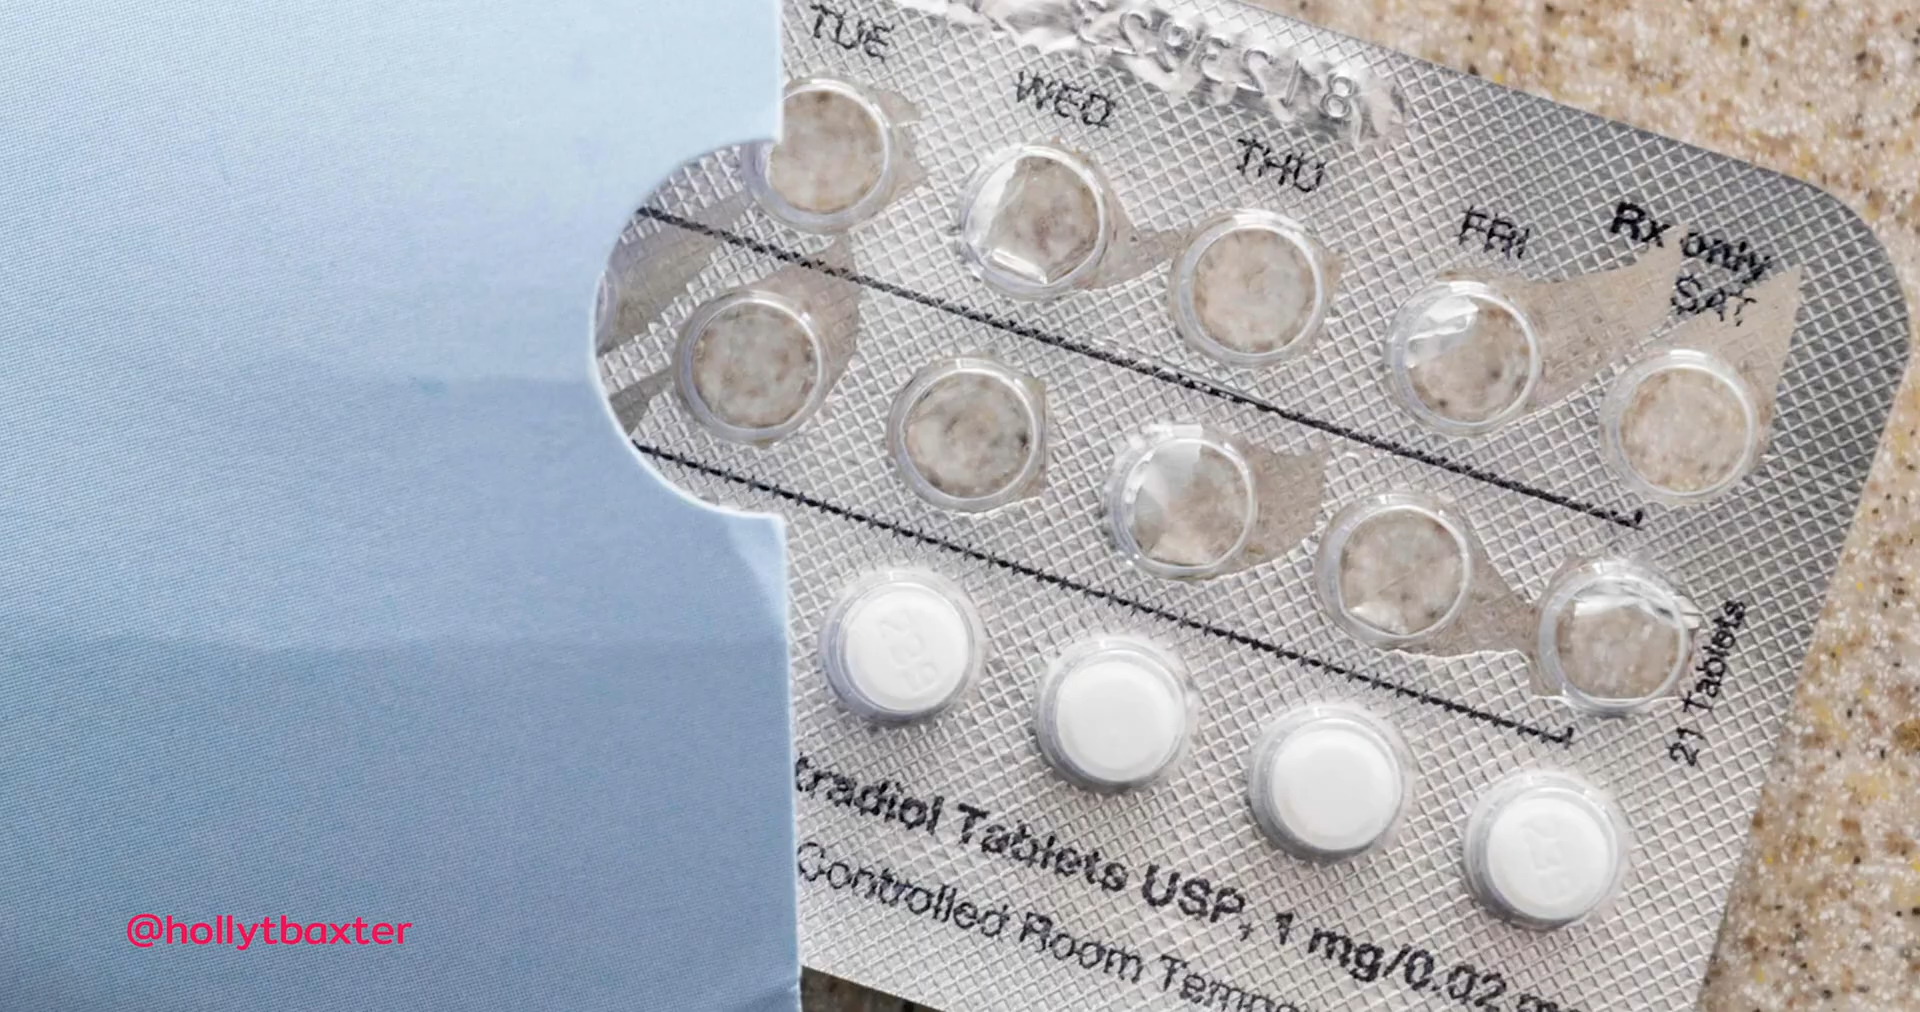 TUE
WED
THU
FRI
Rx only
SAT
21 Tablets
tradiol Tablets USP, 1 mg/0.02
Controlled Room
@hollytbaxter